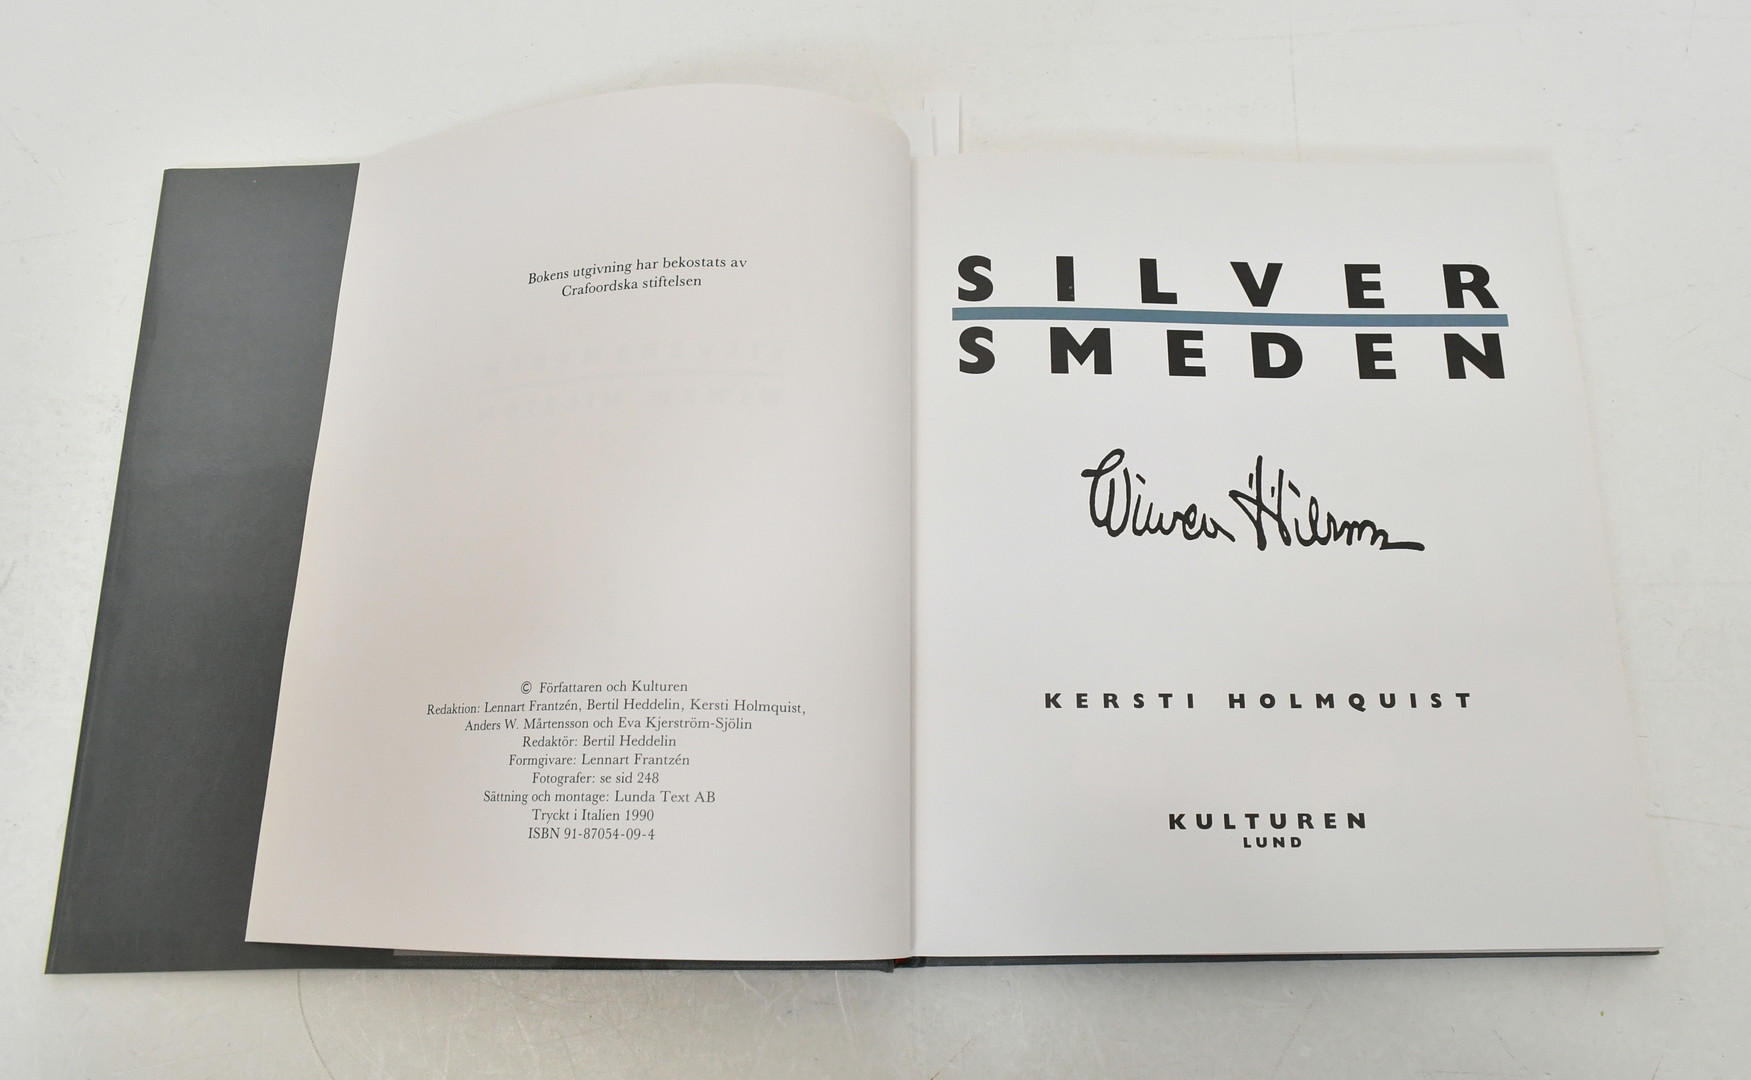 Bokens utgivning har bekostats av
Crafoordska stiftelsen
© Författaren och Kulturen
Redaktion: Lennart Frantzén, Bertil Heddelin, Kersti Holmquist,
Anders W. Mårtensson och Eva Kjerström-Sjölin
Redaktör: Bertil Heddelin
Formgivare: Lennart Frantzén
Fotografer: se sid 248
Sättning och montage: Lunda Text AB
Tryckt i Italien 1990
ISBN 91-87054-09-4
SILVER
SMEDEN
Wiwen
KERSTI HOLMQUIST
KULTUREN
LUND